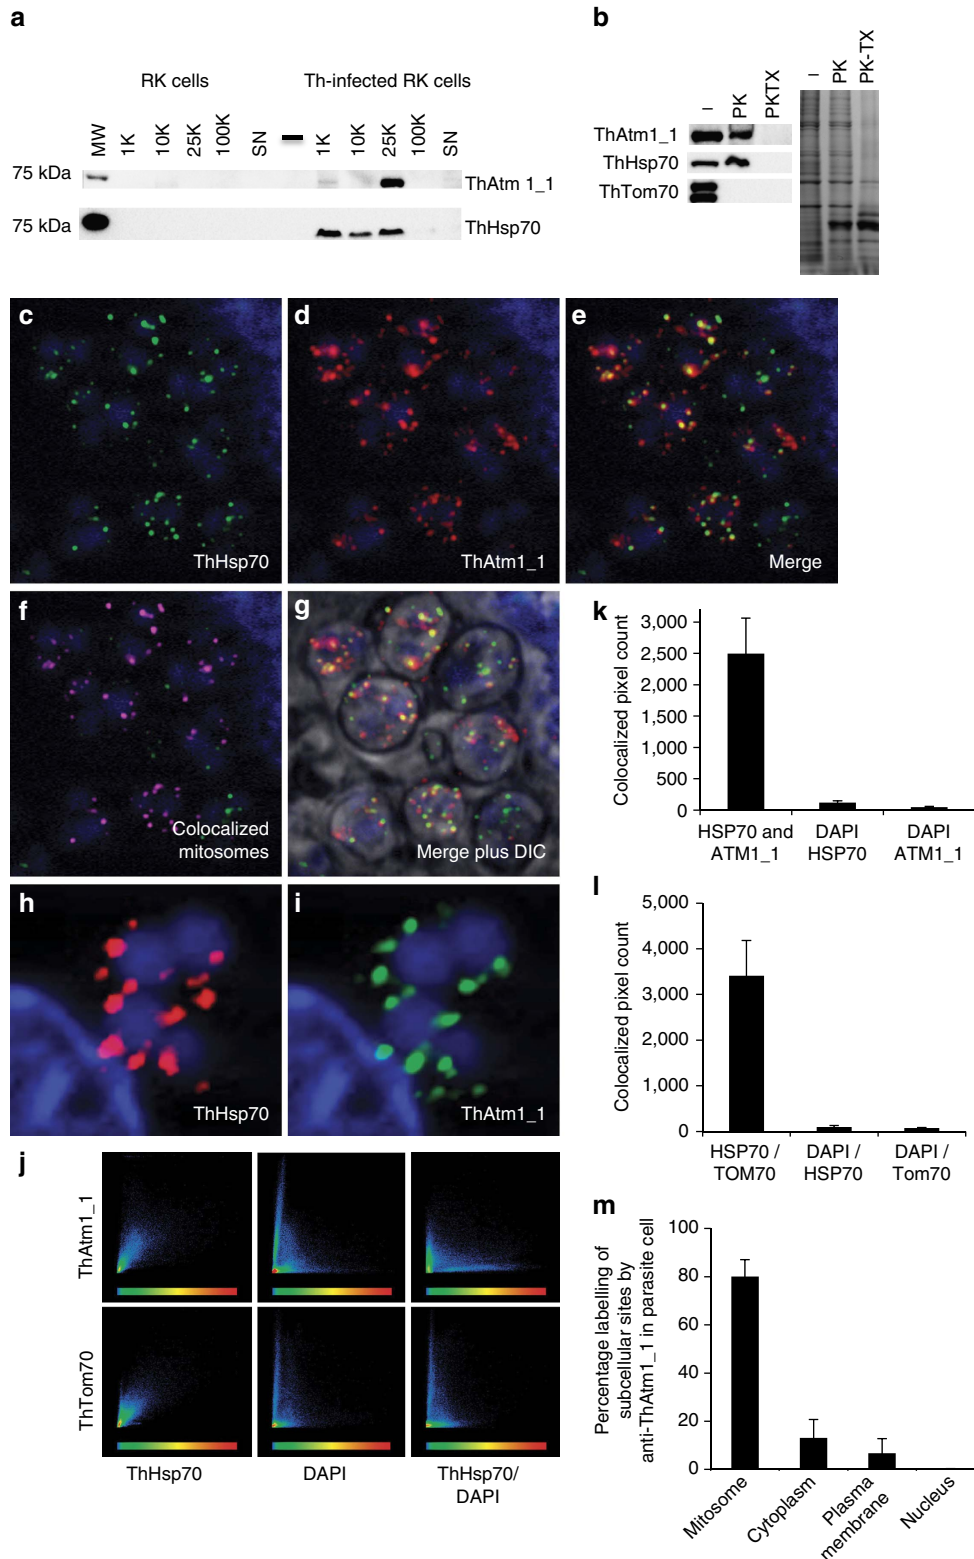 a
RK cells
Th-infected RK cells
MW
1K
10K
25K
100K
SN
1K
10K
25K
100K
SN
75 kDa
ThAtm 1_1
75 kDa
ThHsp70
b
–
PK
PKTX
–
PK
PK-TX
ThAtm1_1
ThHsp70
ThTom70
c
ThHsp70
d
ThAtm1_1
e
Merge
f
Colocalized
mitosomes
g
Merge plus DIC
h
ThHsp70
i
ThAtm1_1
j
ThAtm1_1
ThTom70
ThHsp70
DAPI
ThHsp70/
DAPI
k
Colocalized pixel count
3,000
2,500
2,000
1,500
1,000
500
0
HSP70 and
ATM1_1
DAPI
HSP70
DAPI
ATM1_1
l
Colocalized pixel count
5,000
4,000
3,000
2,000
1,000
0
HSP70 /
TOM70
DAPI /
HSP70
DAPI /
Tom70
m
Percentage labelling of
subcellular sites by
anti-ThAtm1_1 in parasite cell
100
80
60
40
20
0
Mitosome
Cytoplasm
Plasma
membrane
Nucleus